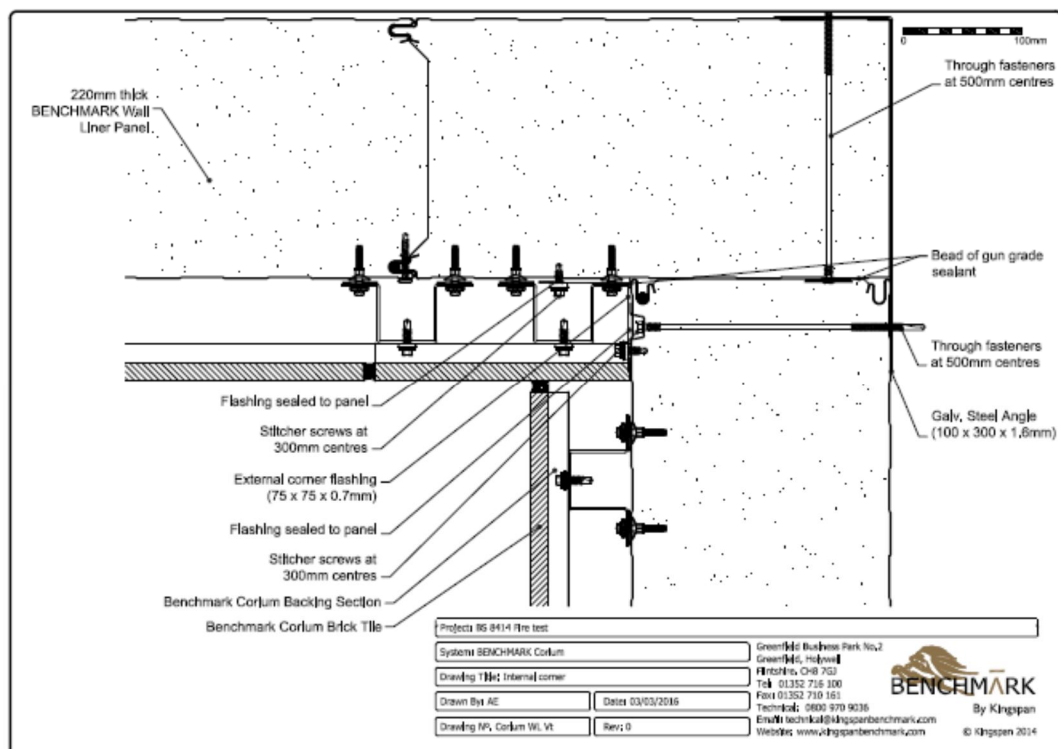 0 100mm
Through fasteners
at 500mm centres
220mm thick
BENCHMARK Wall
Liner Panel
Bead of gun grade
sealant
Through fasteners
at 500mm centres
Galv. Steel Angle
(100 x 300 x 1.6mm)
Flashing sealed to panel
Stitcher screws at
300mm centres
External corner flashing
(75 x 75 x 0.7mm)
Flashing sealed to panel
Stitcher screws at
300mm centres
Benchmark Corium Backing Section
Benchmark Corium Brick Tile
Project: BS 8414 Fire test
System: BENCHMARK Corium
Drawing Title: Internal corner
Drawn By: AE
Date: 03/03/2016
Drawing Nº. Corium WL Vt
Rev: 0
Greenfield Business Park No.2
Greenfield, Holywell
Flintshire, CH8 7GJ
Tel: 01352 716 100
Fax: 01352 710 161
Technical: 0800 970 9036
Email: technical@kingspanbenchmark.com
Website: www.kingspanbenchmark.com
BENCHMARK
By Kingspan
© Kingspan 2014